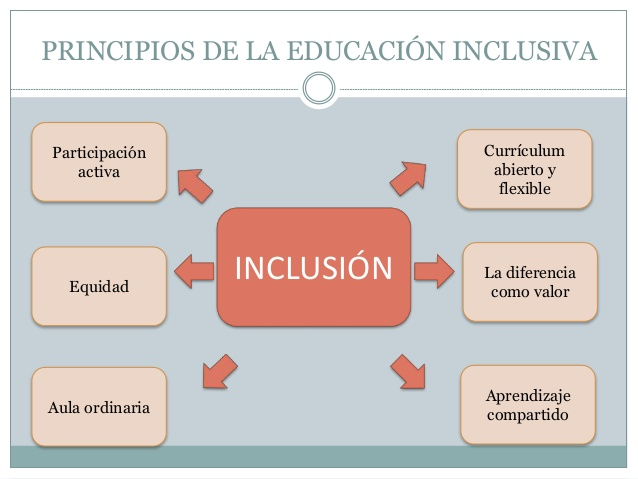 PRINCIPIOS DE LA EDUCACIÓN INCLUSIVA
Participación
activa
Equidad
Aula ordinaria
INCLUSIÓN
Currículum
abierto y
flexible
La diferencia
como valor
Aprendizaje
compartido